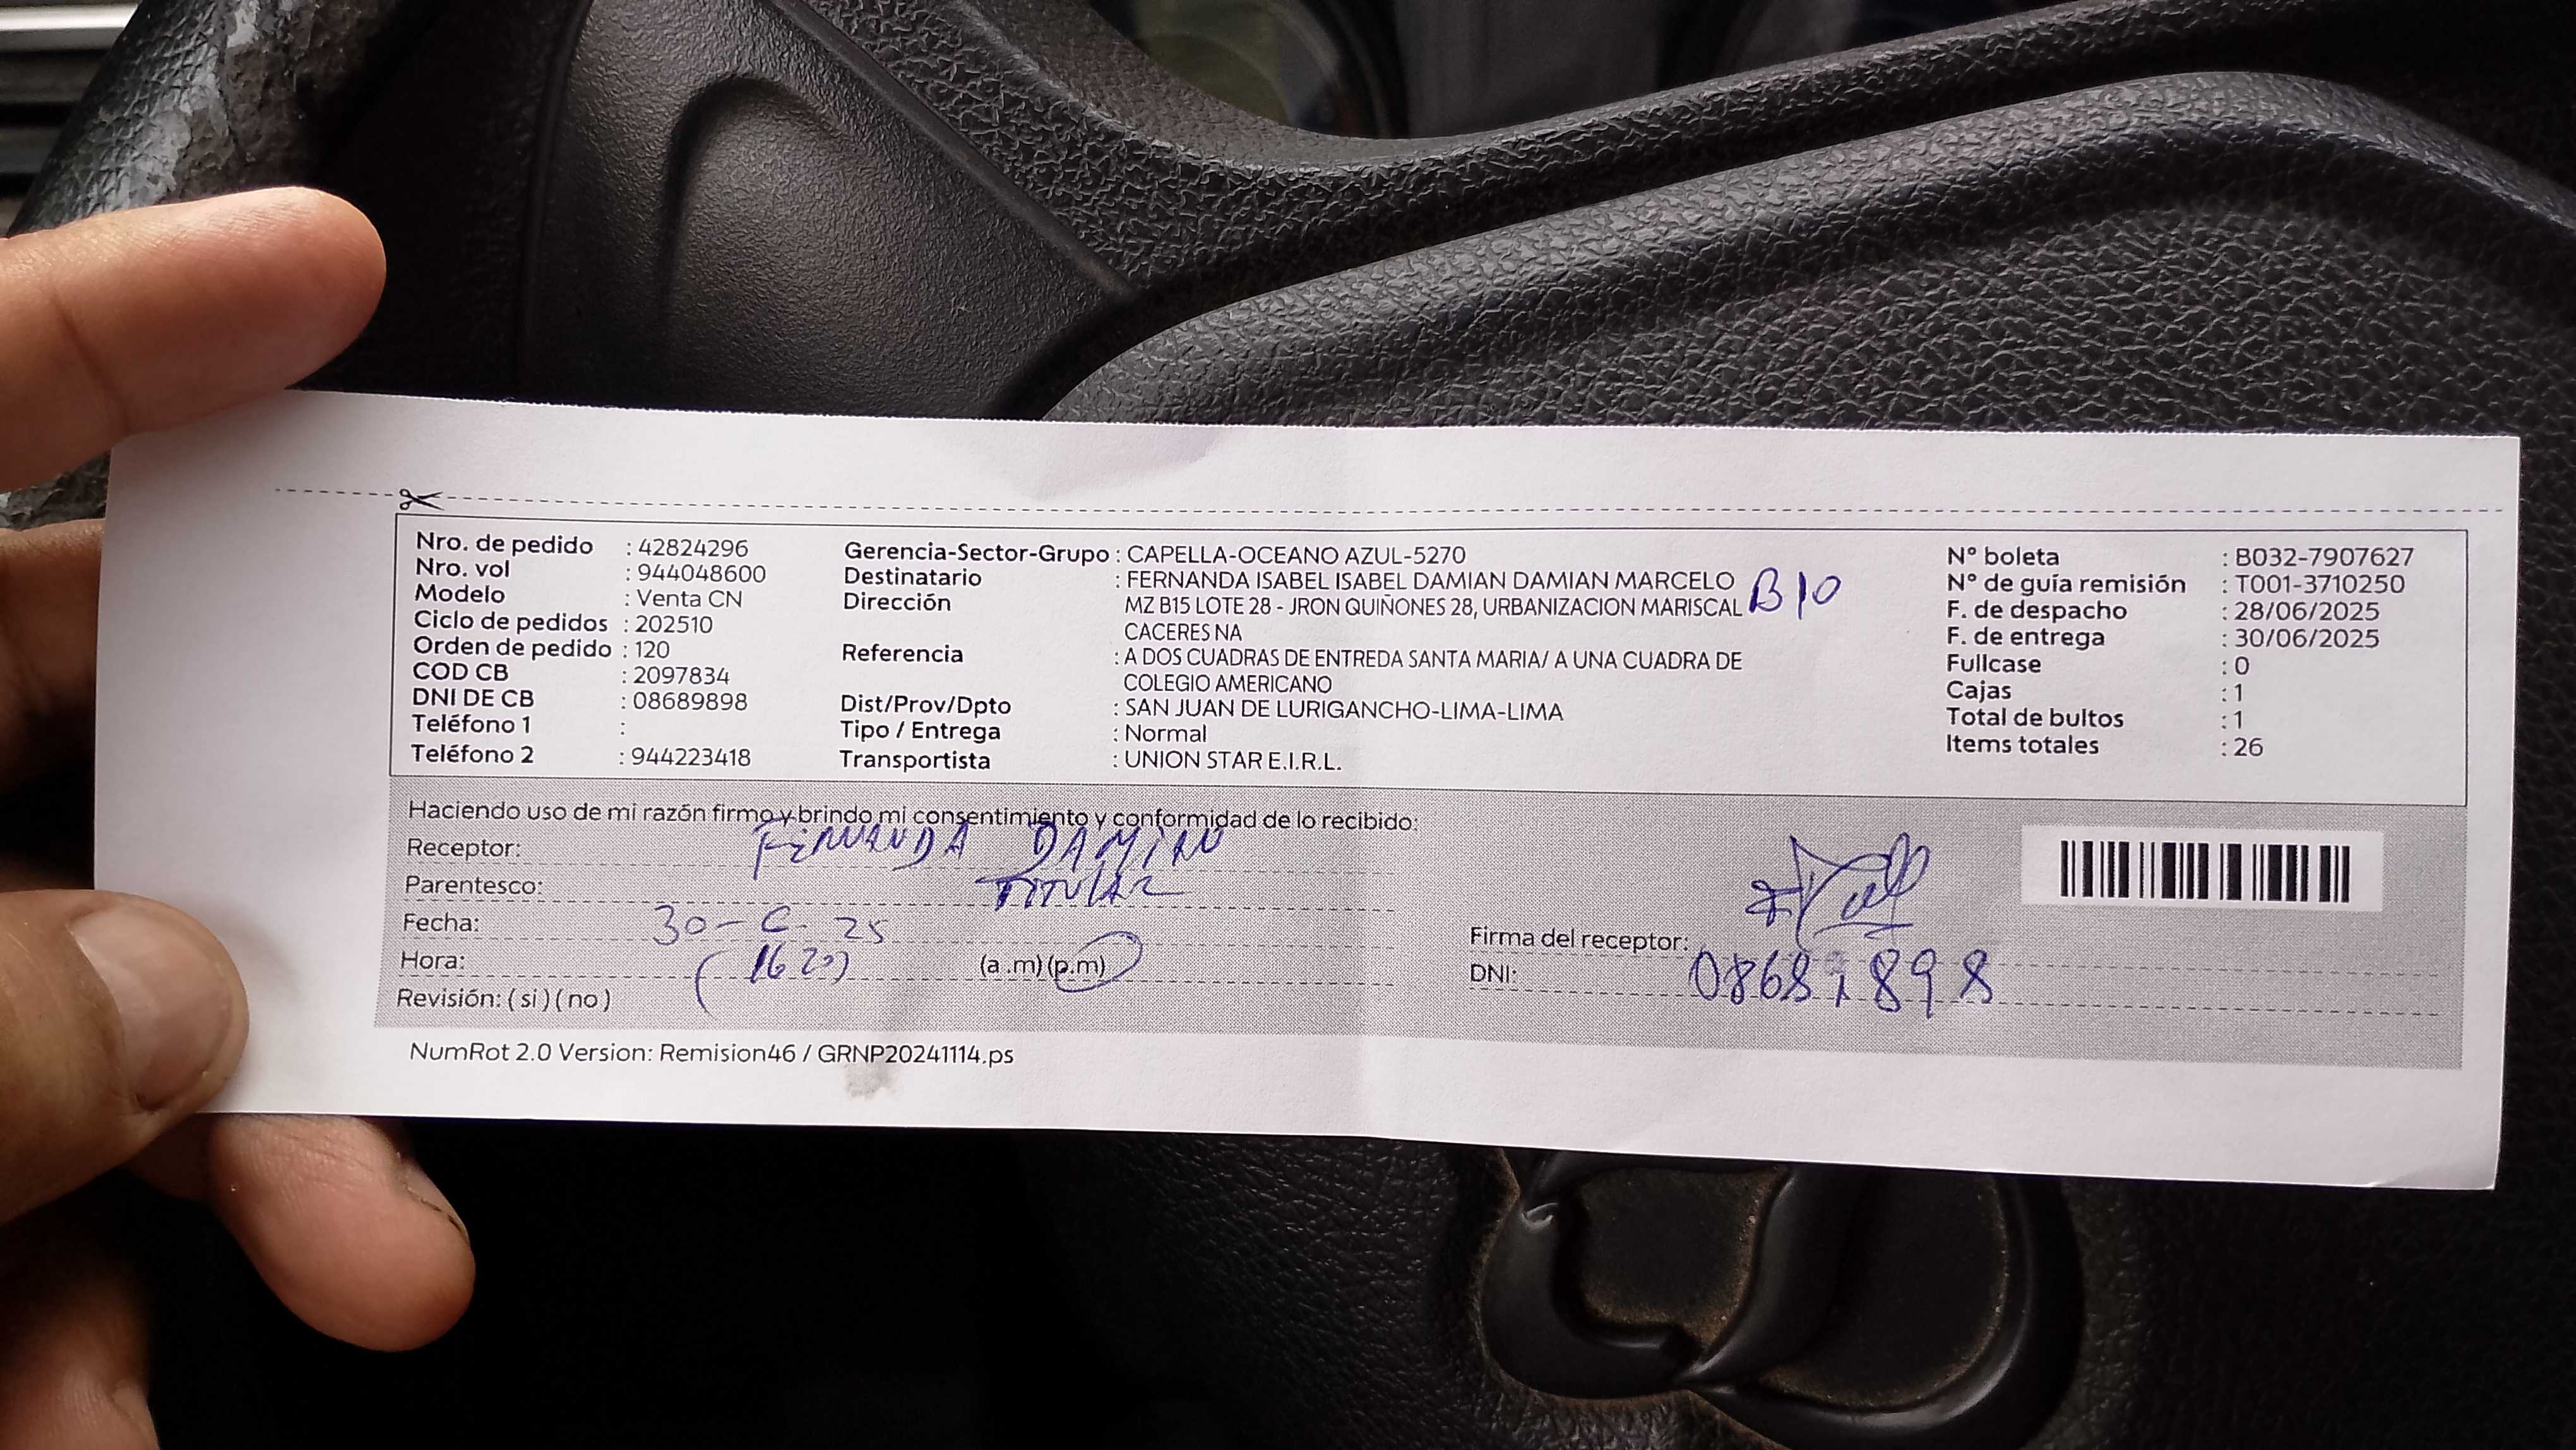 Nro. de pedido : 42824296
Nro. vol : 944048600
Modelo : Venta CN
Ciclo de pedidos : 202510
Orden de pedido : 120
COD CB : 2097834
DNI DE CB : 08689898
Teléfono 1 :
Teléfono 2 : 944223418
Gerencia-Sector-Grupo : CAPELLA-OCEANO AZUL-5270
Destinatario : FERNANDA ISABEL ISABEL DAMIAN DAMIAN MARCELO
Dirección MZ B15 LOTE 28 - JRON QUIÑONES 28, URBANIZACION MARISCAL B10
CACERES NA
Referencia : A DOS CUADRAS DE ENTREDA SANTA MARIA/ A UNA CUADRA DE
COLEGIO AMERICANO
Dist/Prov/Dpto : SAN JUAN DE LURIGANCHO-LIMA-LIMA
Tipo / Entrega : Normal
Transportista : UNION STAR E.I.R.L.
N° boleta : B032-7907627
N° de guía remisión : T001-3710250
F. de despacho : 28/06/2025
F. de entrega : 30/06/2025
Fullcase : 0
Cajas : 1
Total de bultos : 1
Items totales : 26
Haciendo uso de mi razón firmo y brindo mi consentimiento y conformidad de lo recibido:
Receptor: FERNANDA DAMIAN
Parentesco: TITULAR
Fecha: 30-6-25
Hora: (1620) (a.m) (p.m)
Revisión: ( si ) ( no )
Firma del receptor:
DNI: 08689898
NumRot 2.0 Version: Remision46 / GRNP20241114.ps